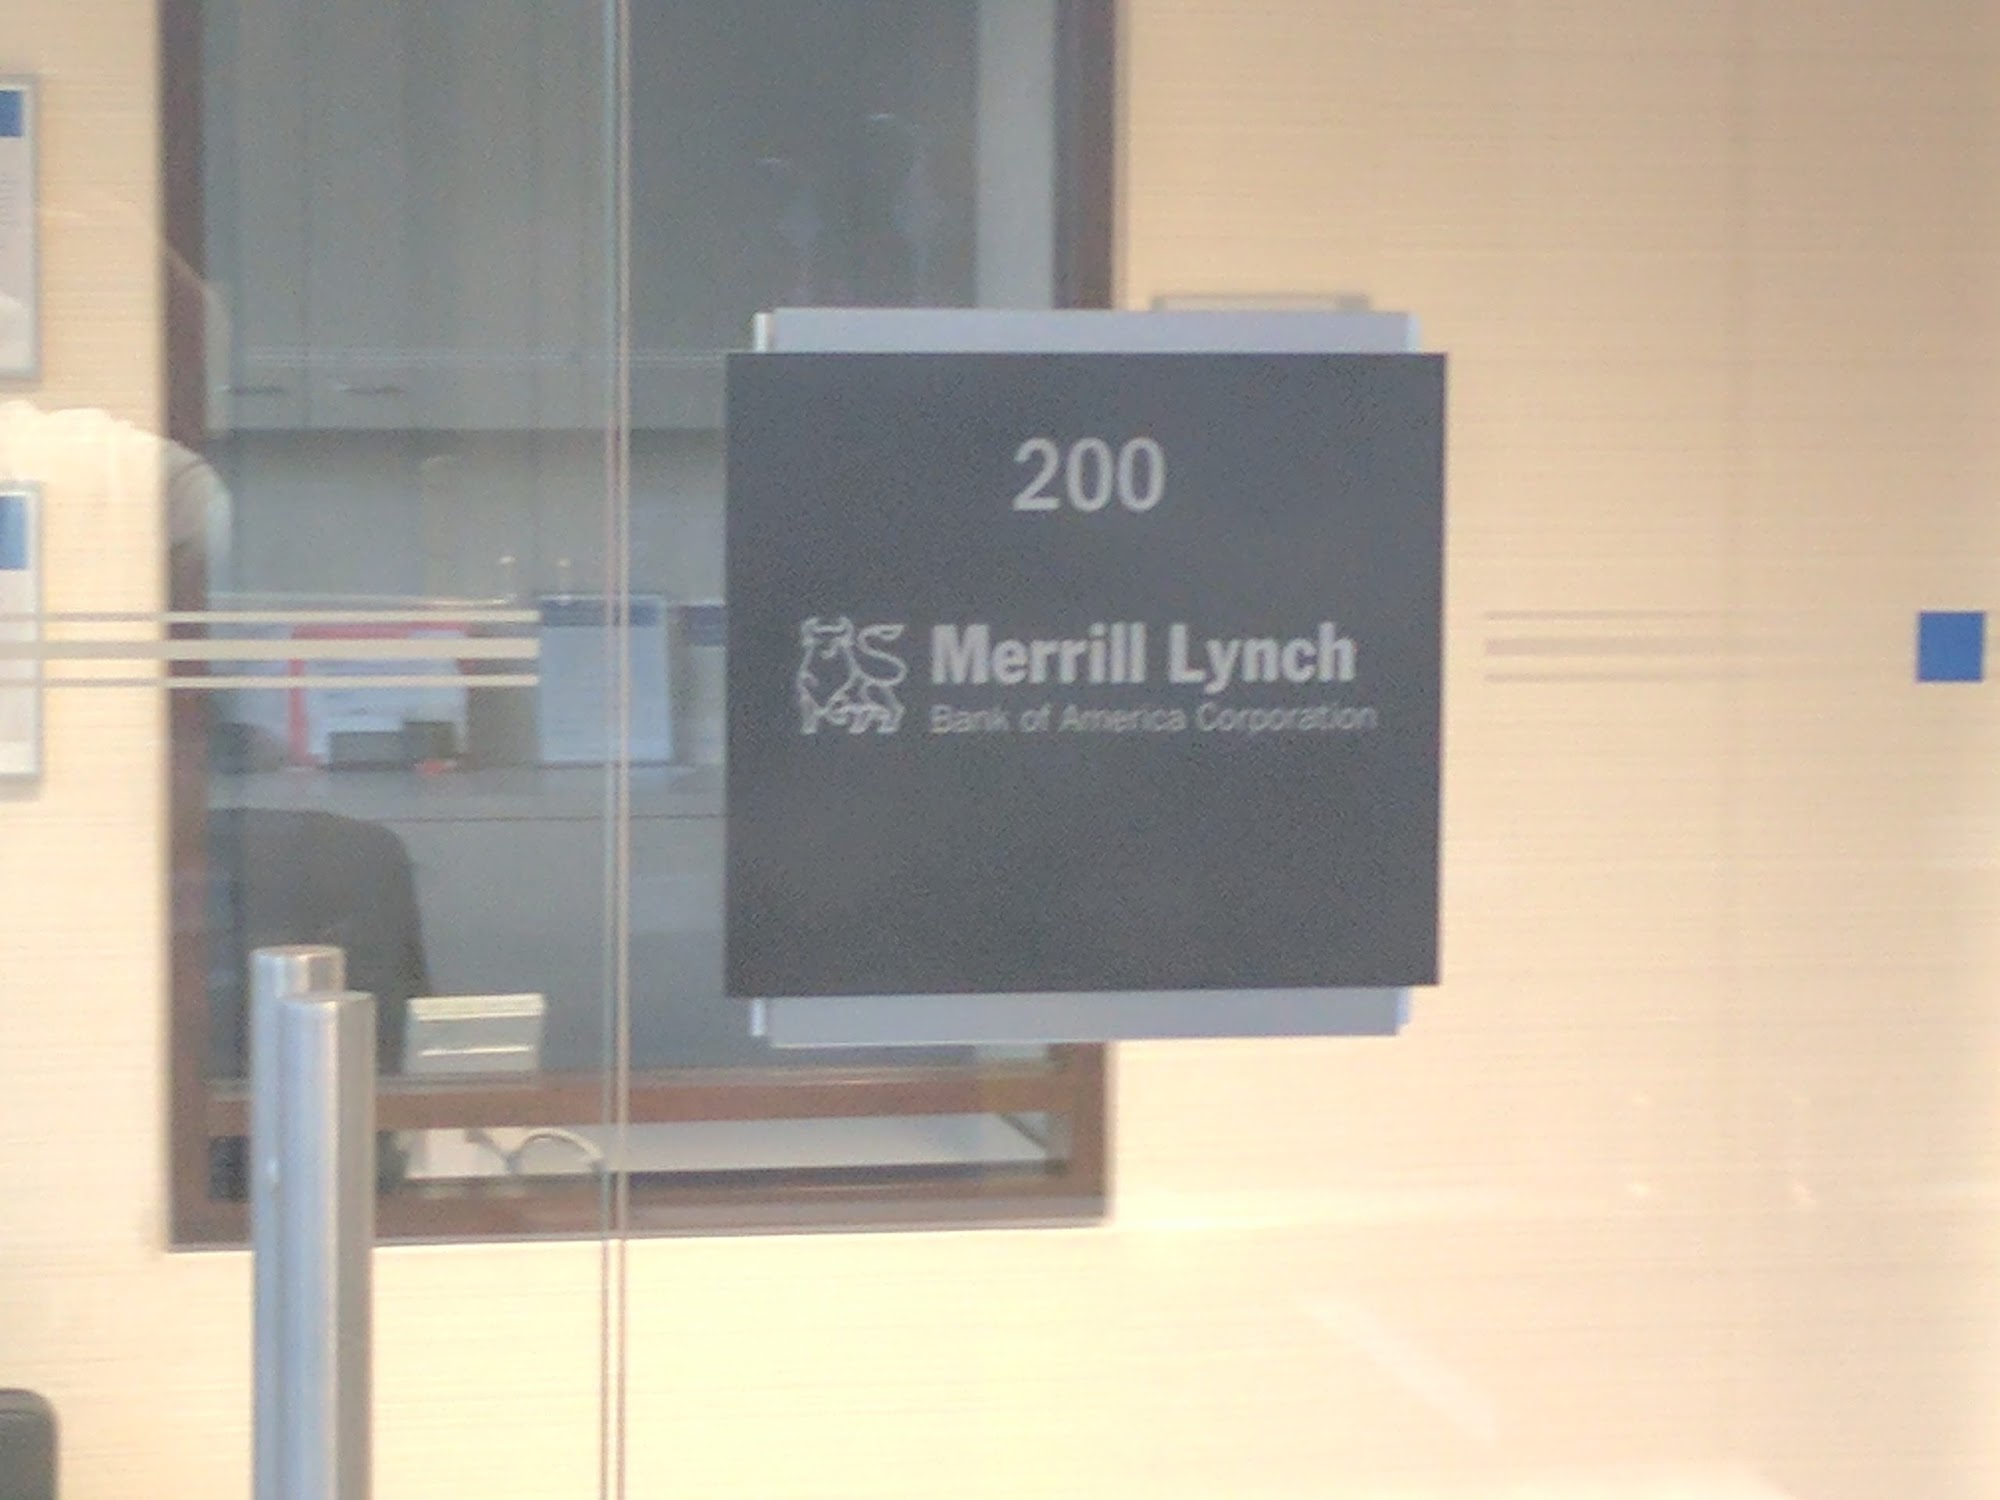 200
Merrill Lynch
Bank of America Corporation